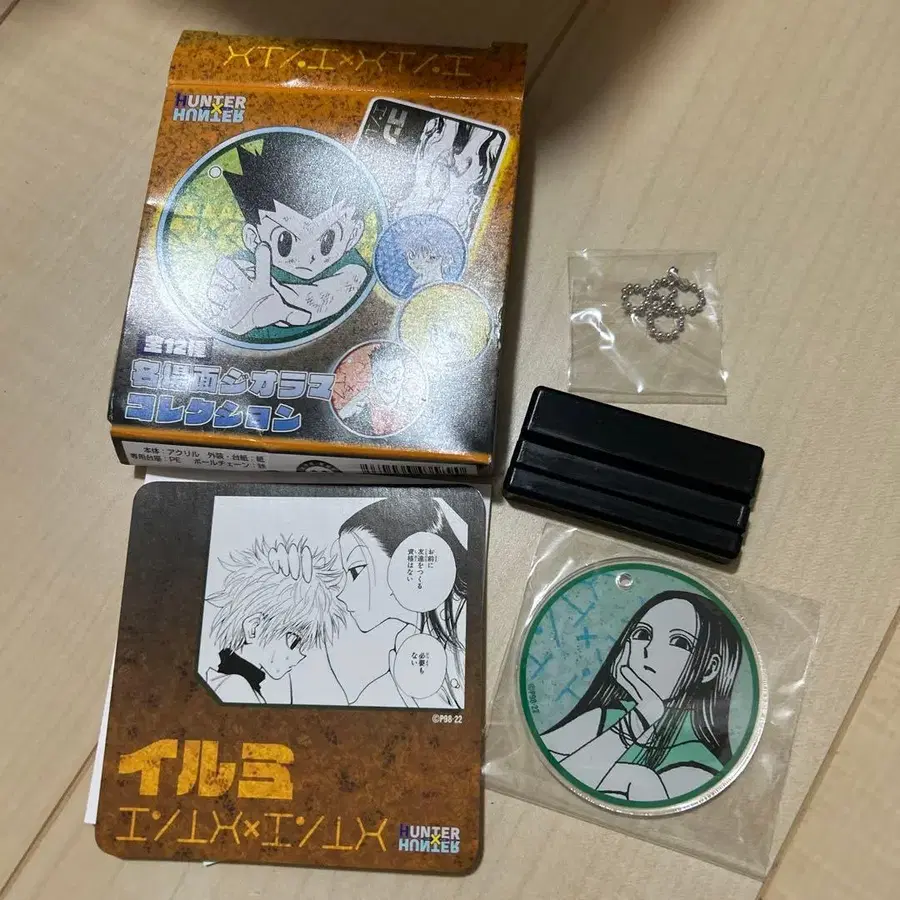 HUNTER
×
HUNTER
全12種
名場面ジオラマ
コレクション
本体:アクリル 外装・台紙:紙
専用台座:PE ボールチェーン:鉄
お前に
友達をつくる
資格はない
必要も
ない
©P98-22
イルミ
HUNTER
×
HUNTER
©P98-22